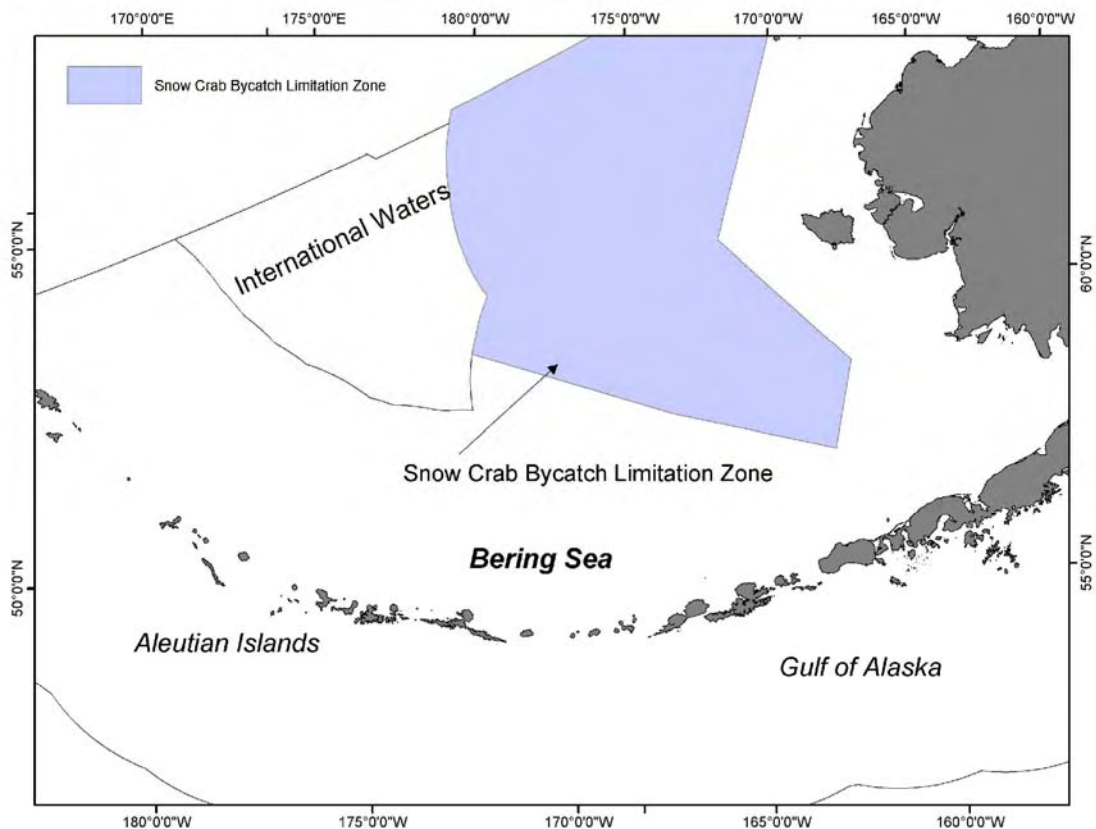 170°0'0"E 175°0'0"E 180°0'0"W 175°0'0"W 170°0'0"W 165°0'0"W 160°0'0"W
Snow Crab Bycatch Limitation Zone
International Waters
55°0'0"N
60°0'0"N
Snow Crab Bycatch Limitation Zone
Bering Sea
50°0'0"N
55°0'0"N
Aleutian Islands
Gulf of Alaska
180°0'0"W 175°0'0"W 170°0'0"W 165°0'0"W 160°0'0"W